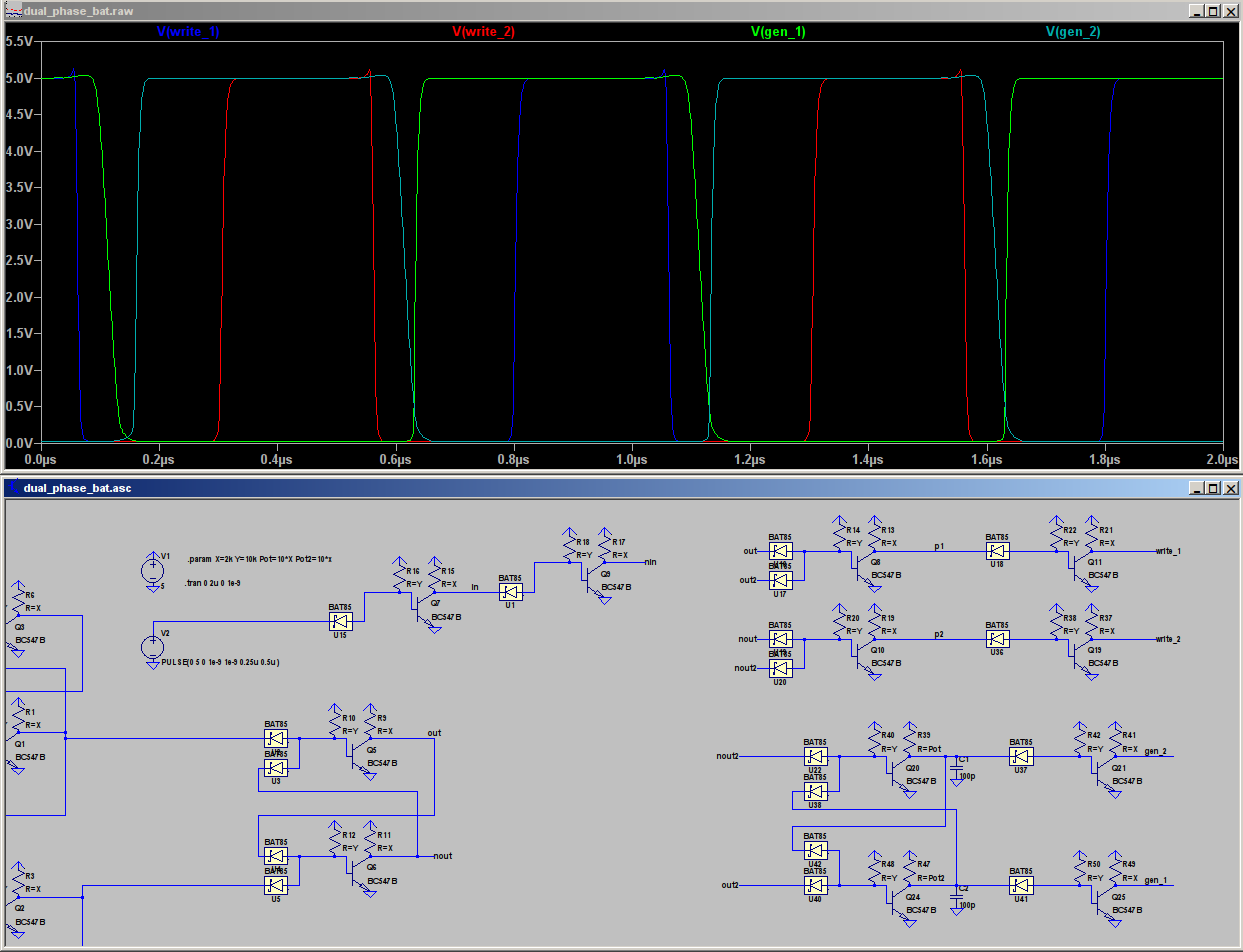 dual_phase_bat.raw
V(write_1) V(write_2) V(gen_1) V(gen_2)
5.5V
5.0V
4.5V
4.0V
3.5V
3.0V
2.5V
2.0V
1.5V
1.0V
0.5V
0.0V
0.0µs 0.2µs 0.4µs 0.6µs 0.8µs 1.0µs 1.2µs 1.4µs 1.6µs 1.8µs 2.0µs
dual_phase_bat.asc
V1
5
.param X=2k Y=10k Pot=10*X Pot2=10*x
.tran 0 2u 0 1e-9
V2
PULSE(0 5 0 1e-9 1e-9 0.25u 0.5u)
BAT85
U15
R16
R=Y
R15
R=X
Q7
BC547B
in
BAT85
U1
R18
R=Y
R17
R=X
Q9
BC547B
nin
R6
R=X
Q3
BC547B
R1
R=X
Q1
BC547B
R3
R=X
Q2
BC547B
BAT85
BAT85
U3
R10
R=Y
R9
R=X
Q5
BC547B
out
BAT85
BAT85
U5
R12
R=Y
R11
R=X
Q6
BC547B
nout
out
BAT85
out2
BAT85
U17
R14
R=Y
R13
R=X
Q8
BC547B
p1
BAT85
U18
R22
R=Y
R21
R=X
Q11
BC547B
write_1
nout
BAT85
nout2
BAT85
U20
R20
R=Y
R19
R=X
Q10
BC547B
p2
BAT85
U36
R38
R=Y
R37
R=X
Q19
BC547B
write_2
nout2
BAT85
U22
BAT85
U38
R40
R=Y
R39
R=Pot
Q20
BC547B
C1
100p
BAT85
U37
R42
R=Y
R41
R=X
Q21
BC547B
gen_2
BAT85
U42
out2
BAT85
U40
R48
R=Y
R47
R=Pot2
Q24
BC547B
C2
100p
BAT85
U41
R50
R=Y
R49
R=X
Q25
BC547B
gen_1